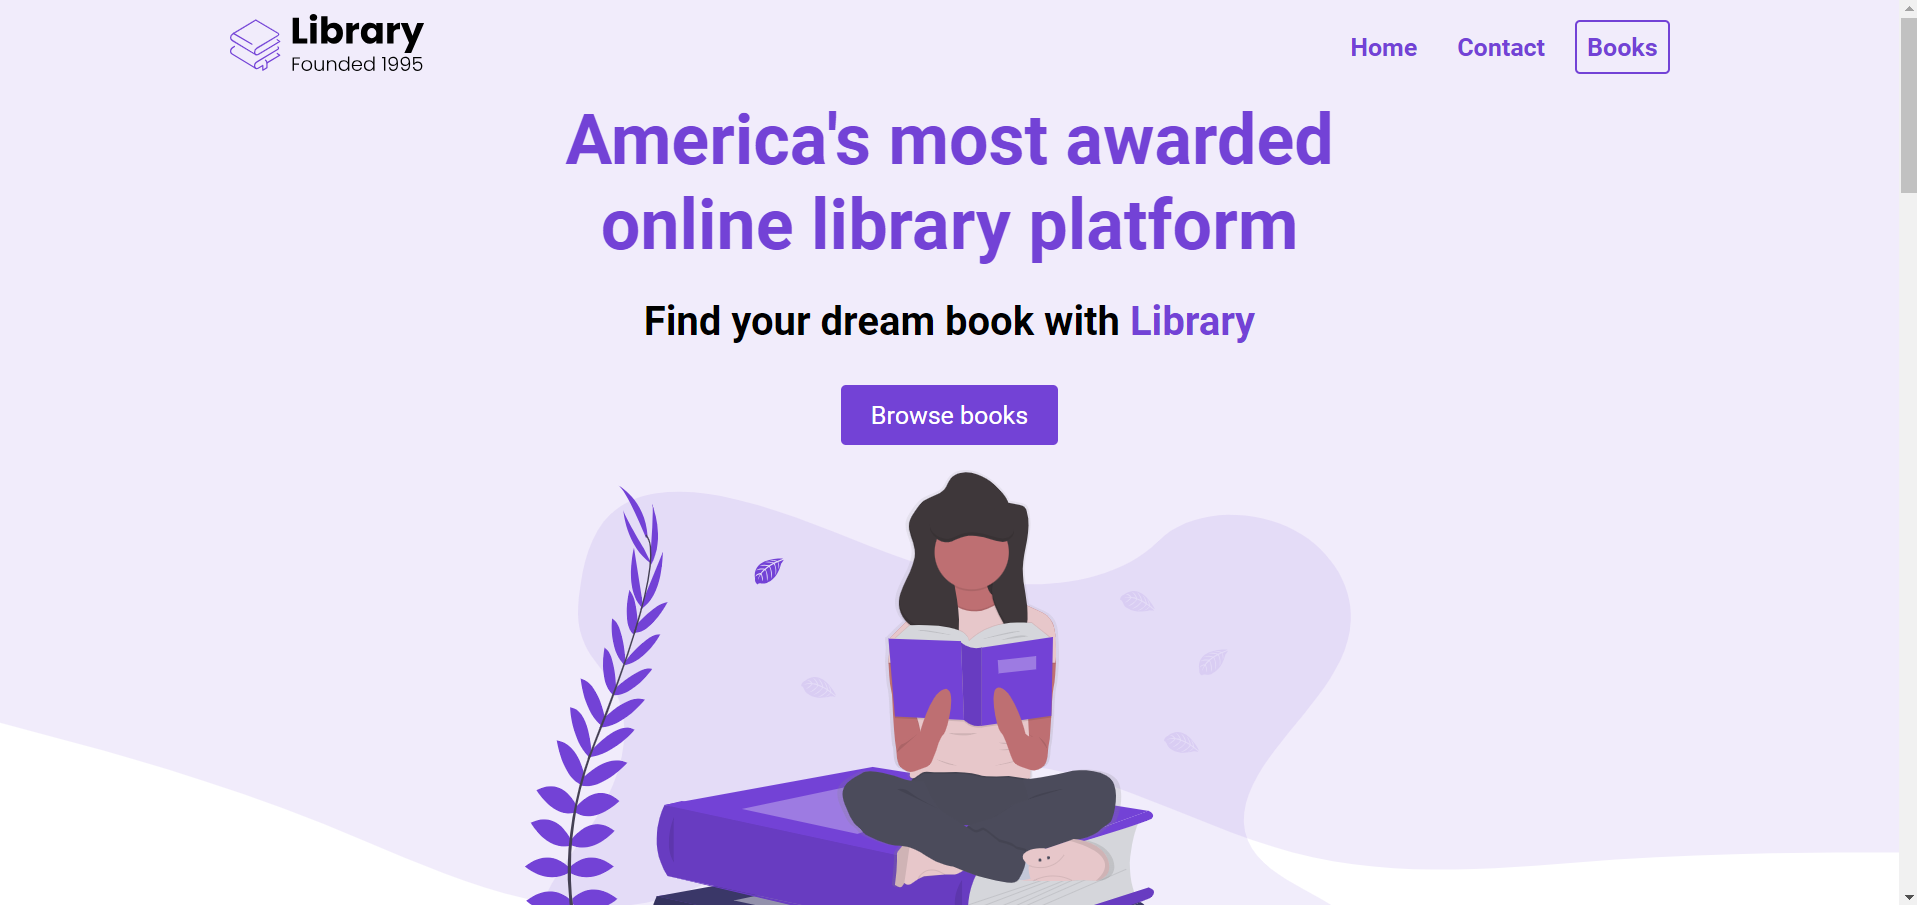 Library
Founded 1995
Home
Contact
Books
America's most awarded
online library platform
Find your dream book with Library
Browse books